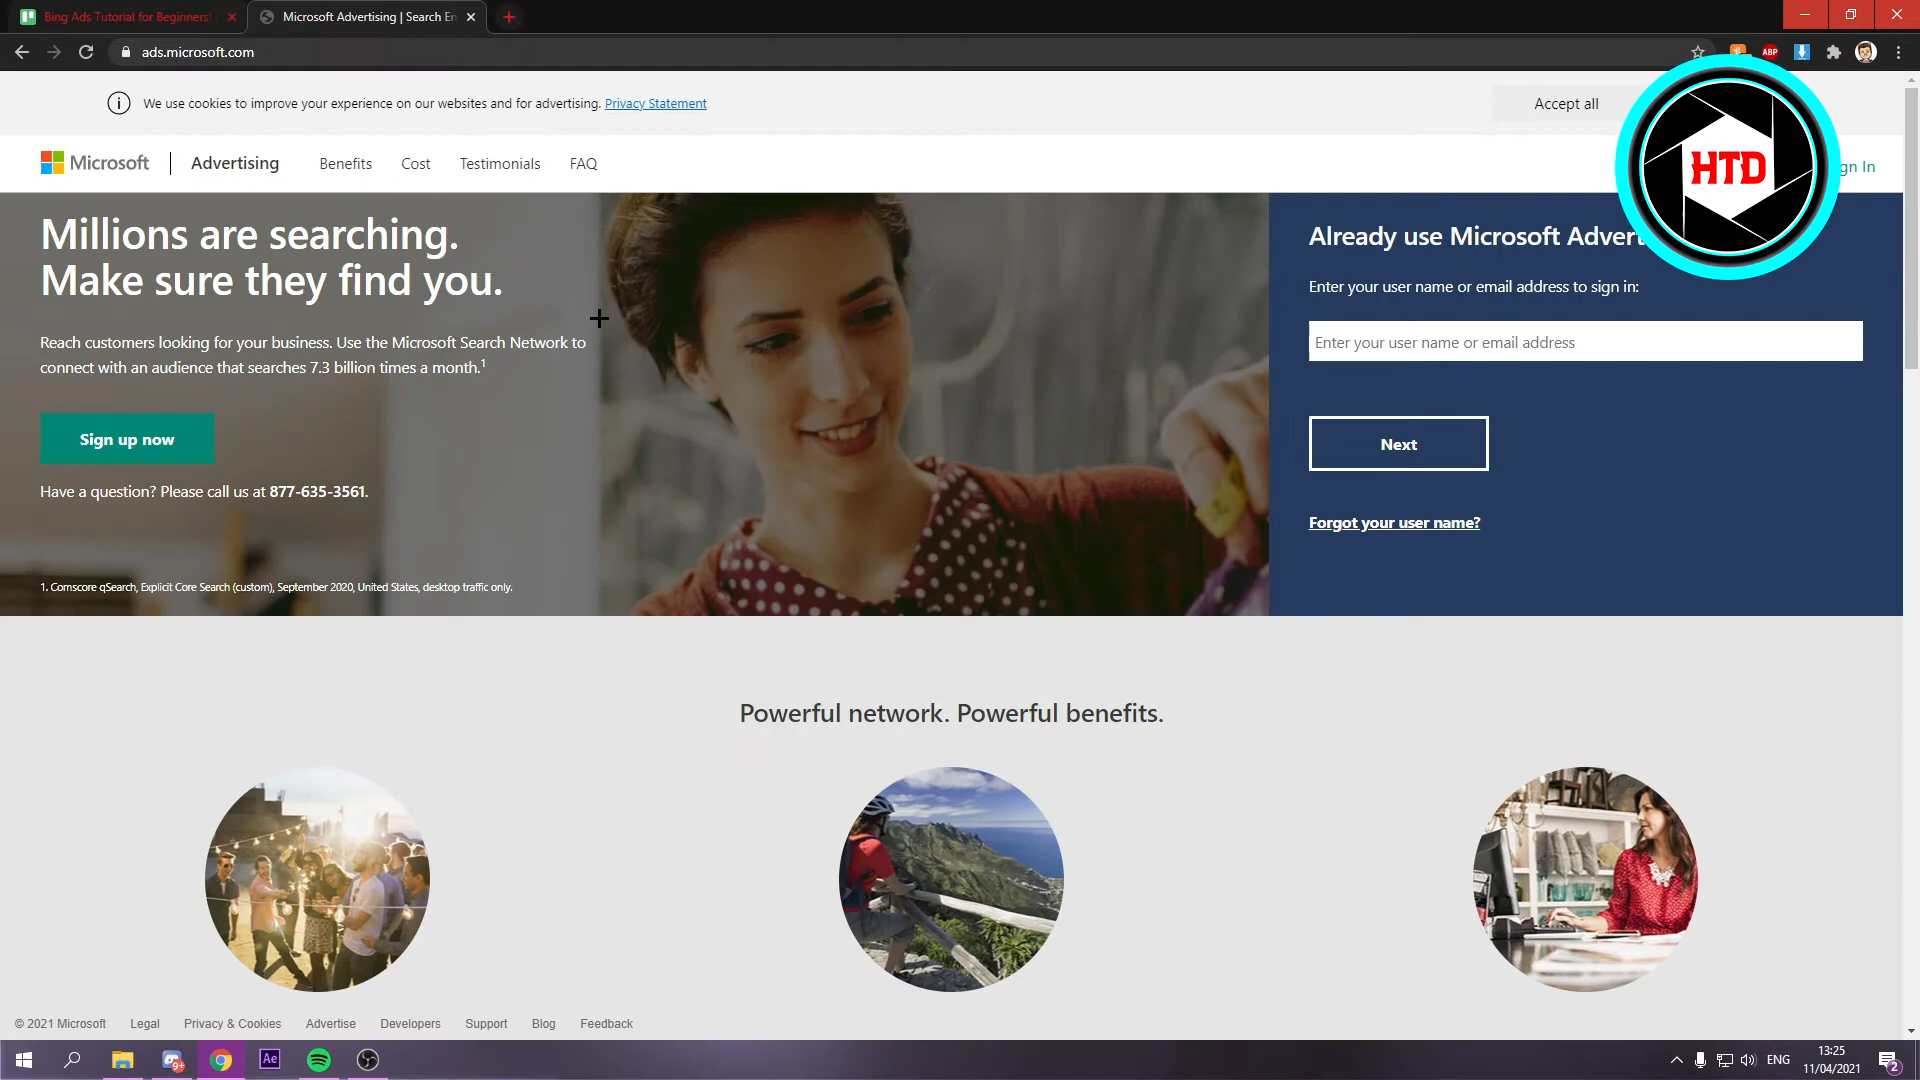 Bing Ads Tutorial for Beginners!
Microsoft Advertising | Search En
ads.microsoft.com
ABP
We use cookies to improve your experience on our websites and for advertising. Privacy Statement
Accept all
Microsoft
Advertising
Benefits
Cost
Testimonials
FAQ
gn In
HTD
Millions are searching.
Make sure they find you.
Reach customers looking for your business. Use the Microsoft Search Network to
connect with an audience that searches 7.3 billion times a month.1
Sign up now
Have a question? Please call us at 877-635-3561.
1. Comscore qSearch, Explicit Core Search (custom), September 2020, United States, desktop traffic only.
Already use Microsoft Advert
Enter your user name or email address to sign in:
Enter your user name or email address
Next
Forgot your user name?
Powerful network. Powerful benefits.
© 2021 Microsoft
Legal
Privacy & Cookies
Advertise
Developers
Support
Blog
Feedback
9+
Ae
ENG
13:25
11/04/2021
2